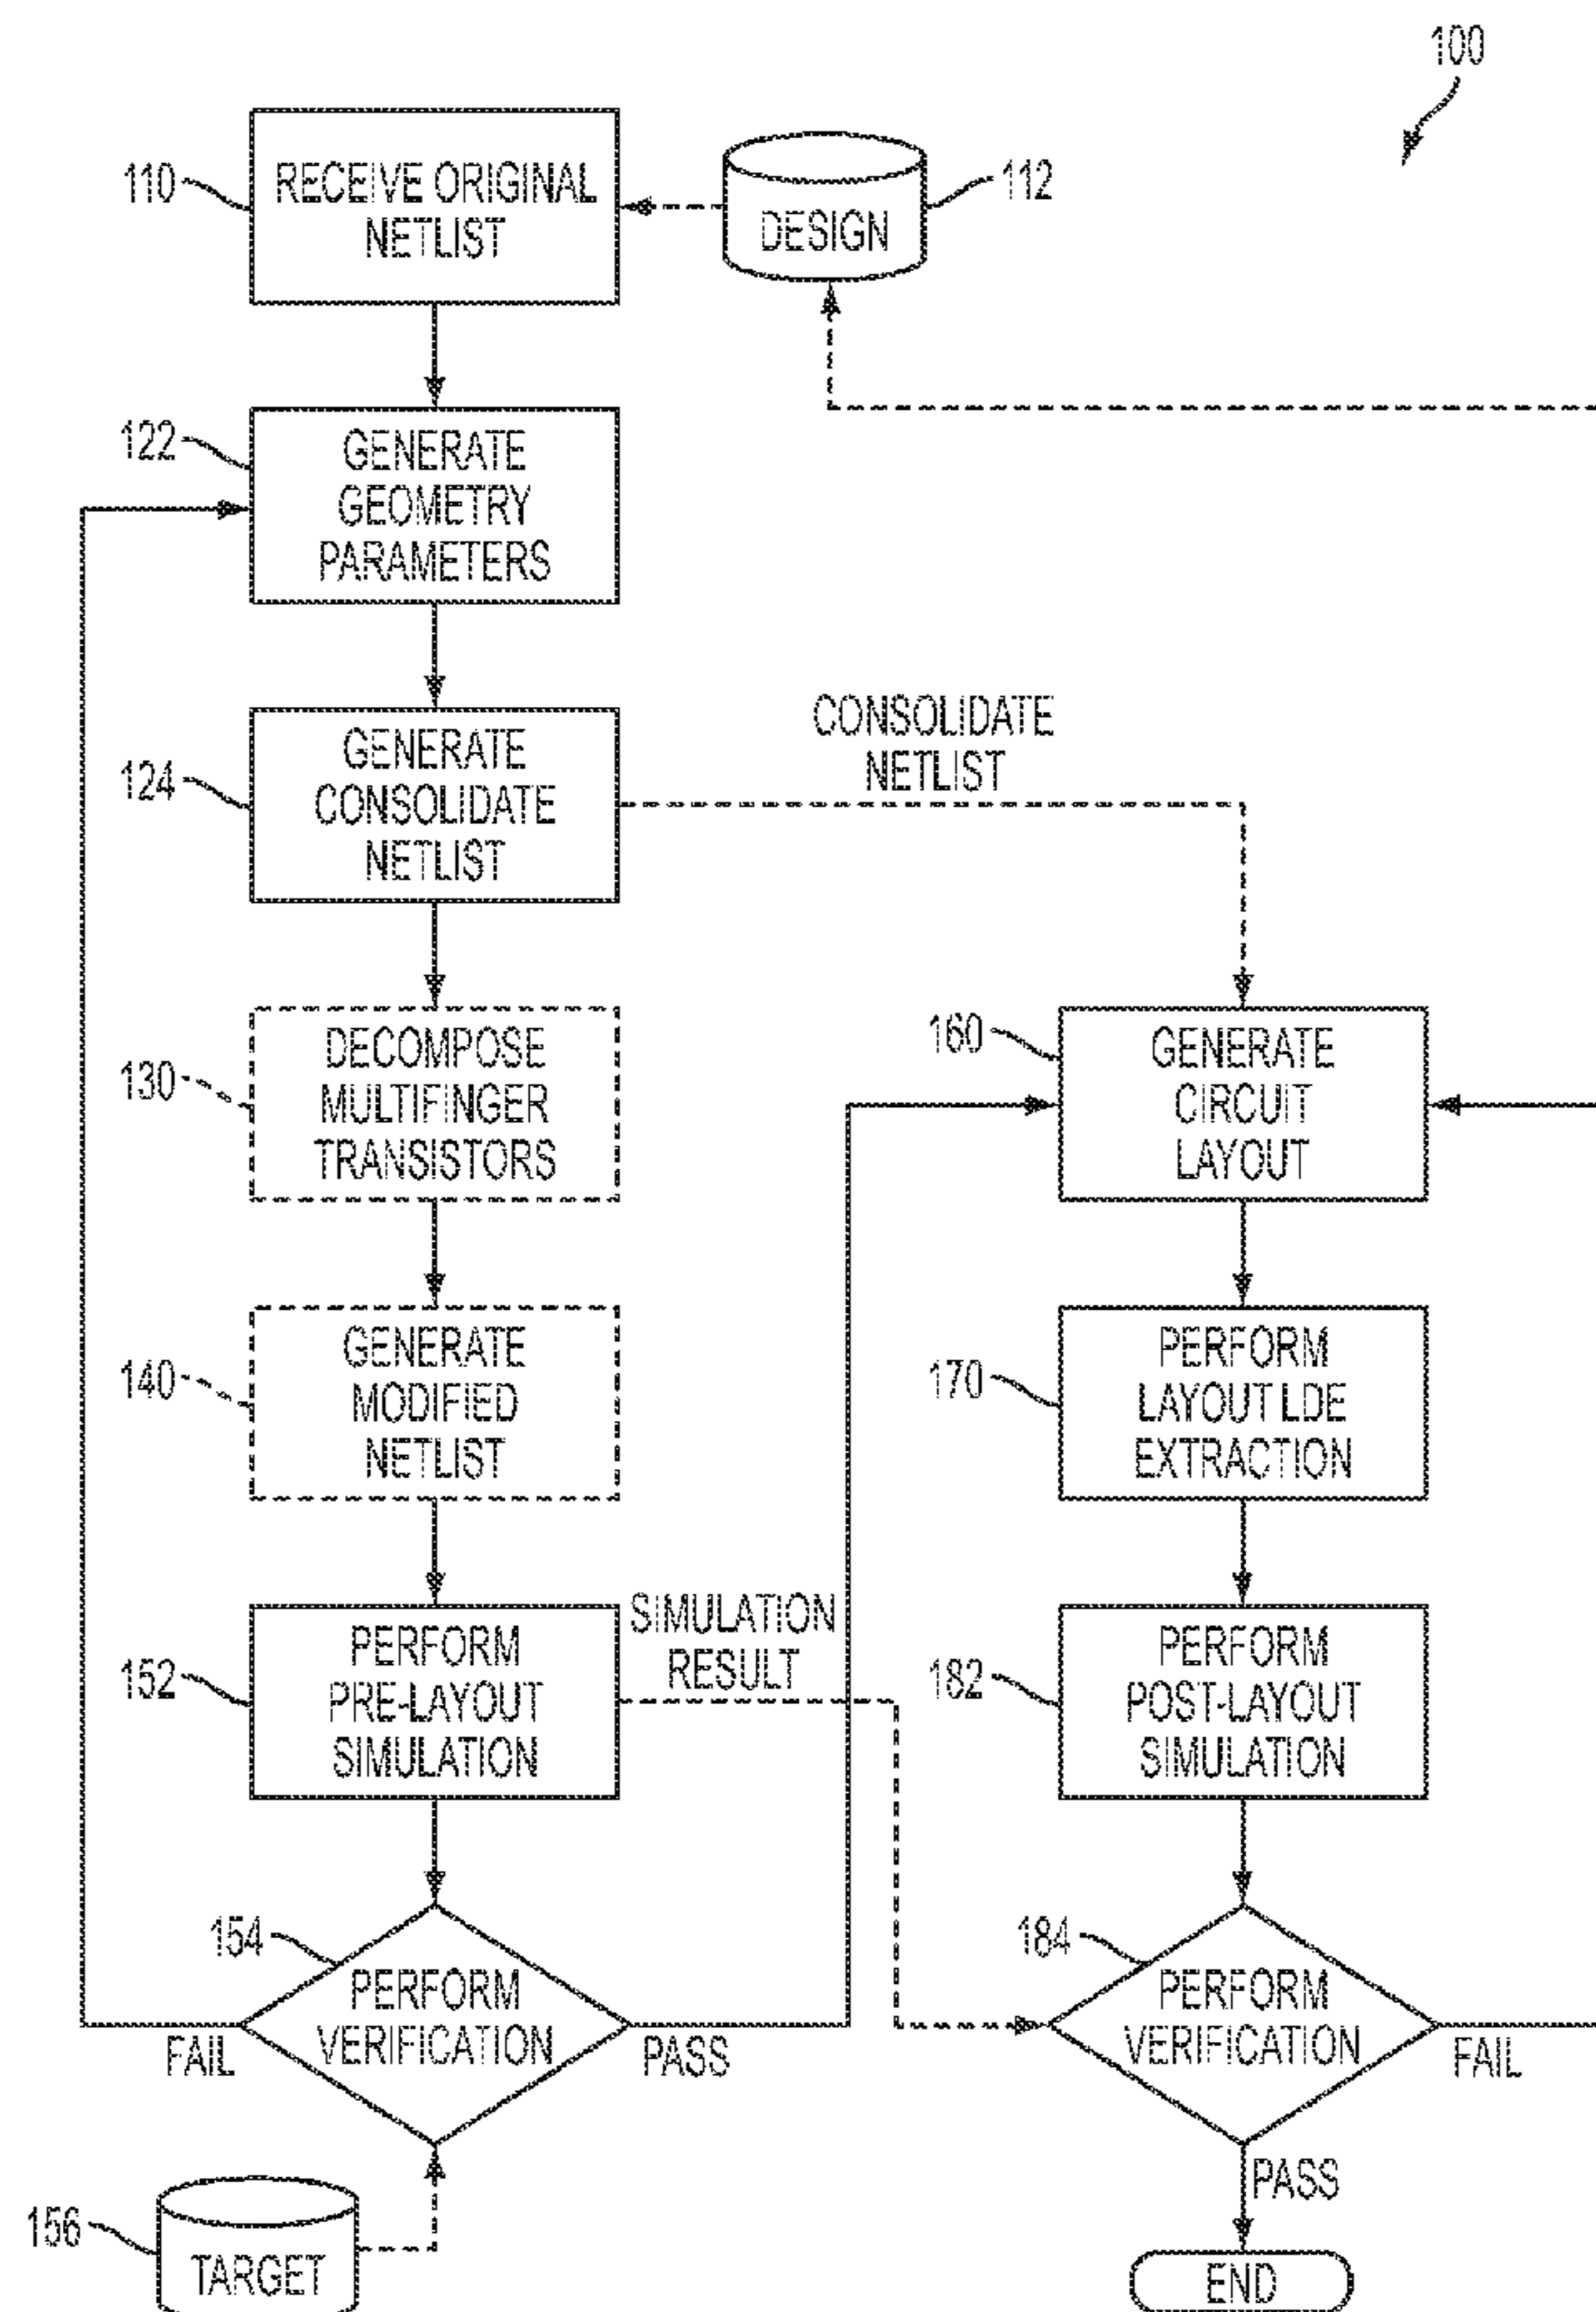 100
110
RECEIVE ORIGINAL
NETLIST
DESIGN
112
122
GENERATE
GEOMETRY
PARAMETERS
124
GENERATE
CONSOLIDATE
NETLIST
CONSOLIDATE
NETLIST
130
DECOMPOSE
MULTIFINGER
TRANSISTORS
140
GENERATE
MODIFIED
NETLIST
152
PERFORM
PRE-LAYOUT
SIMULATION
SIMULATION
RESULT
154
PERFORM
VERIFICATION
FAIL
PASS
156
TARGET
160
GENERATE
CIRCUIT
LAYOUT
170
PERFORM
LAYOUT LDE
EXTRACTION
182
PERFORM
POST-LAYOUT
SIMULATION
184
PERFORM
VERIFICATION
FAIL
PASS
END